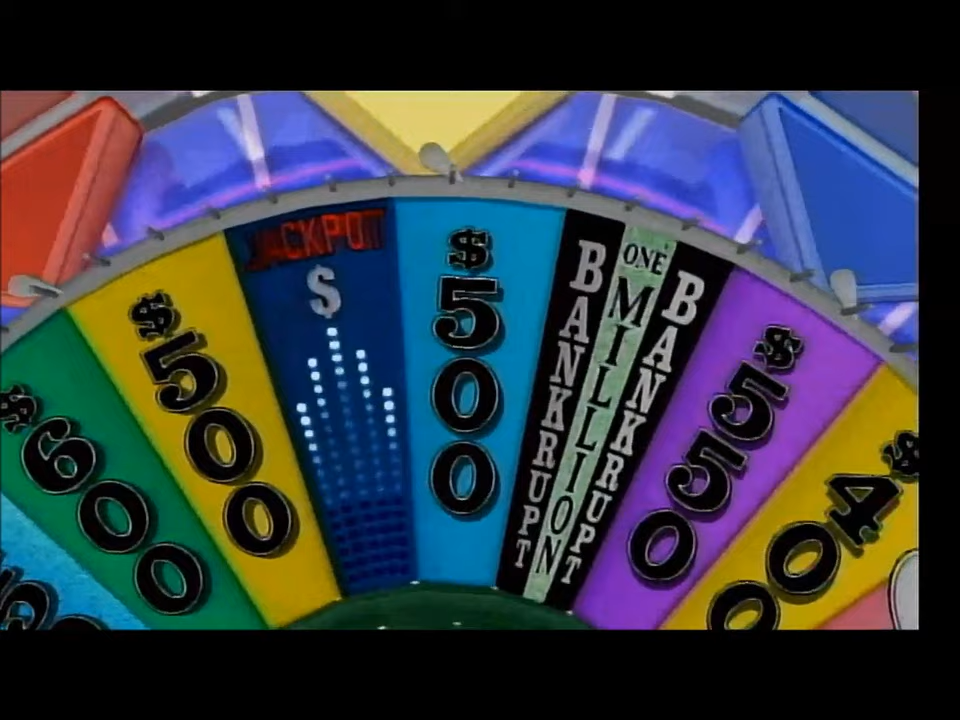 $600
$500
JACKPOT
$
$500
BANKRUPT
ONE MILLION
BANKRUPT
$550
$400